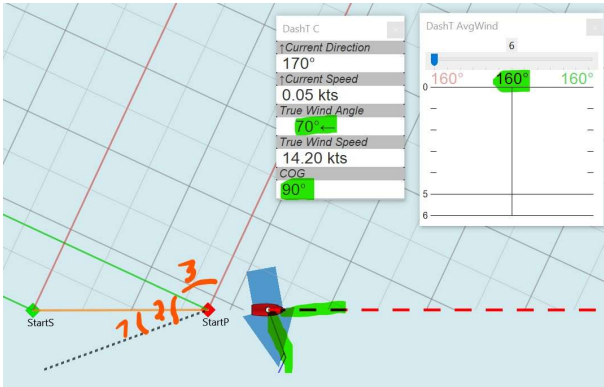 DashT C
↑Current Direction
170°
↑Current Speed
0.05 kts
True Wind Angle
70°←
True Wind Speed
14.20 kts
COG
90°
DashT AvgWind
6
160° 160° 160°
0
5
6
3
1 2
StartS StartP